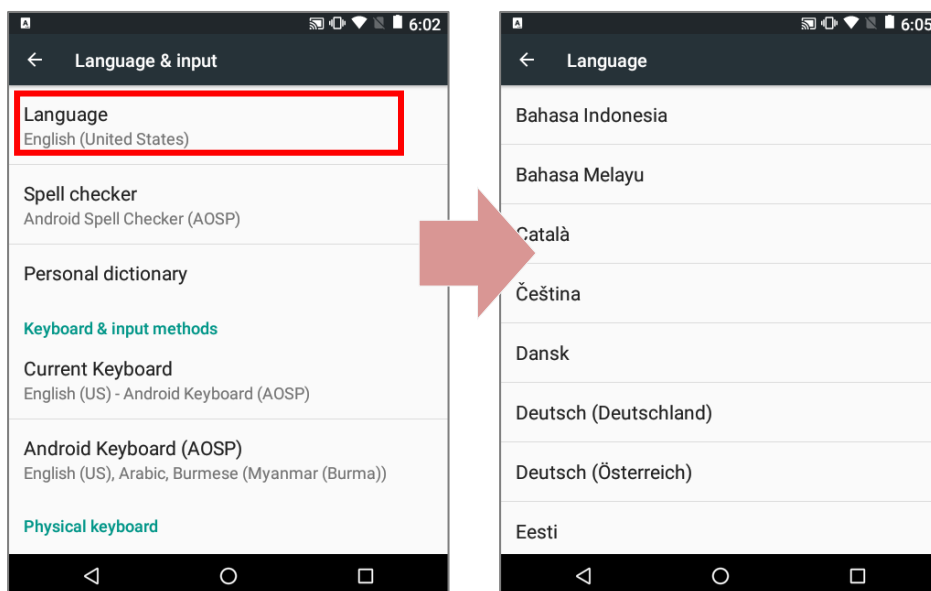 6:02
Language & input
Language
English (United States)
Spell checker
Android Spell Checker (AOSP)
Personal dictionary
Keyboard & input methods
Current Keyboard
English (US) - Android Keyboard (AOSP)
Android Keyboard (AOSP)
English (US), Arabic, Burmese (Myanmar (Burma))
Physical keyboard
6:05
Language
Bahasa Indonesia
Bahasa Melayu
Català
Čeština
Dansk
Deutsch (Deutschland)
Deutsch (Österreich)
Eesti